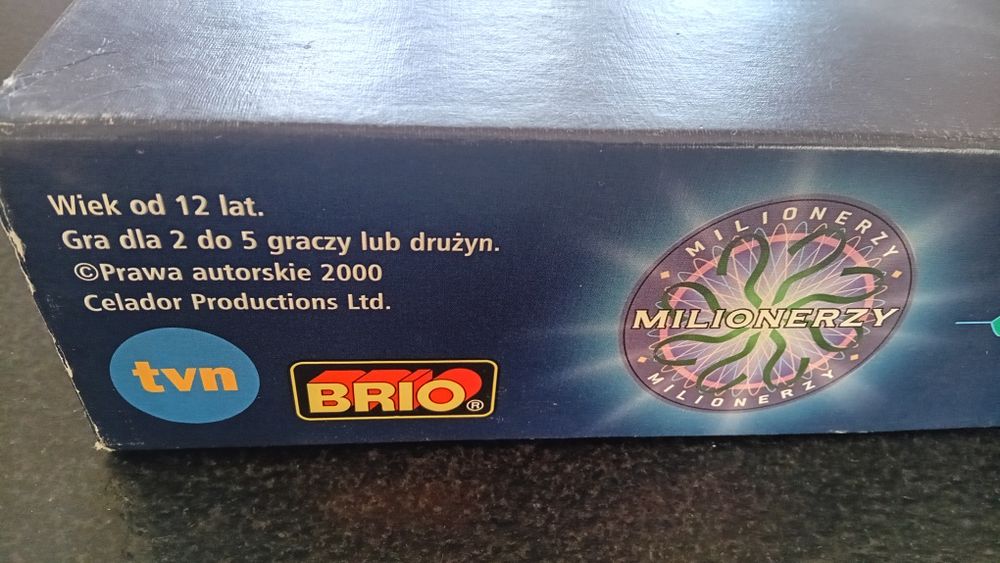 Wiek od 12 lat.
Gra dla 2 do 5 graczy lub drużyn.
©Prawa autorskie 2000
Celador Productions Ltd.
tvn
BRIO®
MILIONERZY
MILIONERZY
MILIONERZY